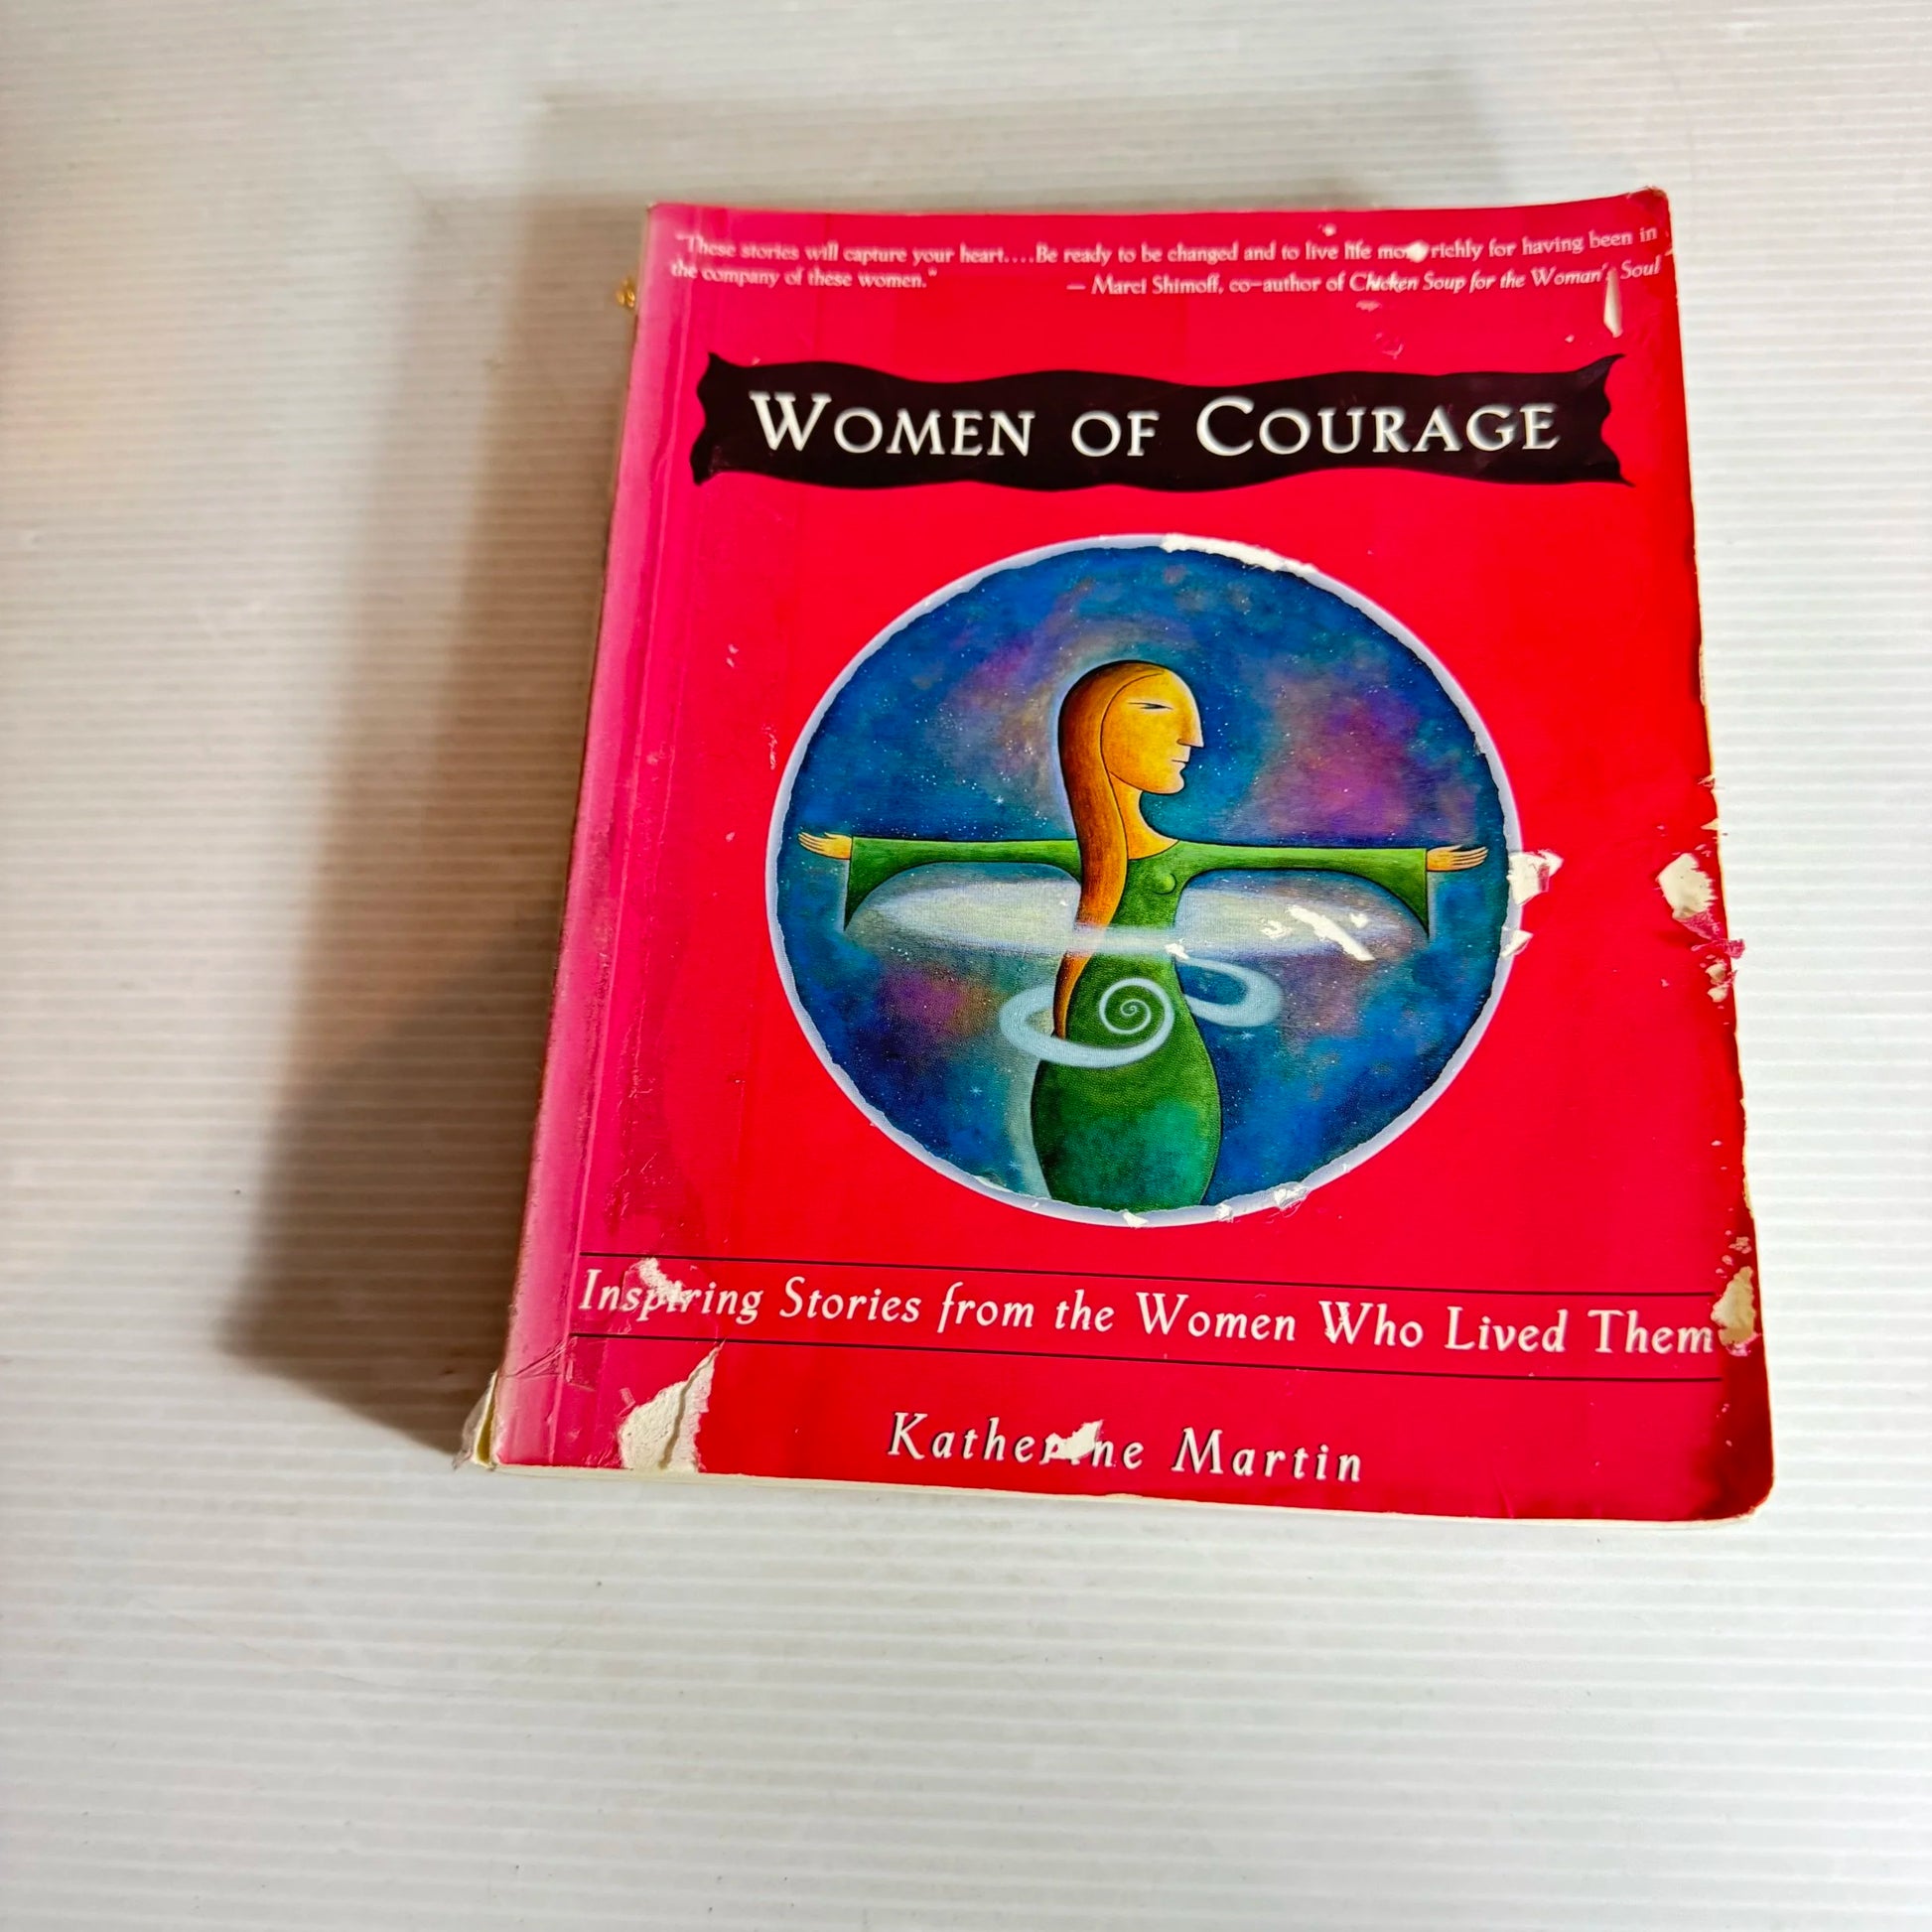 "These stories will capture your heart....Be ready to be changed and to live life more richly for having been in
the company of these women."
— Marci Shimoff, co-author of Chicken Soup for the Woman's Soul
WOMEN OF COURAGE
Inspiring Stories from the Women Who Lived Them
Katherine Martin